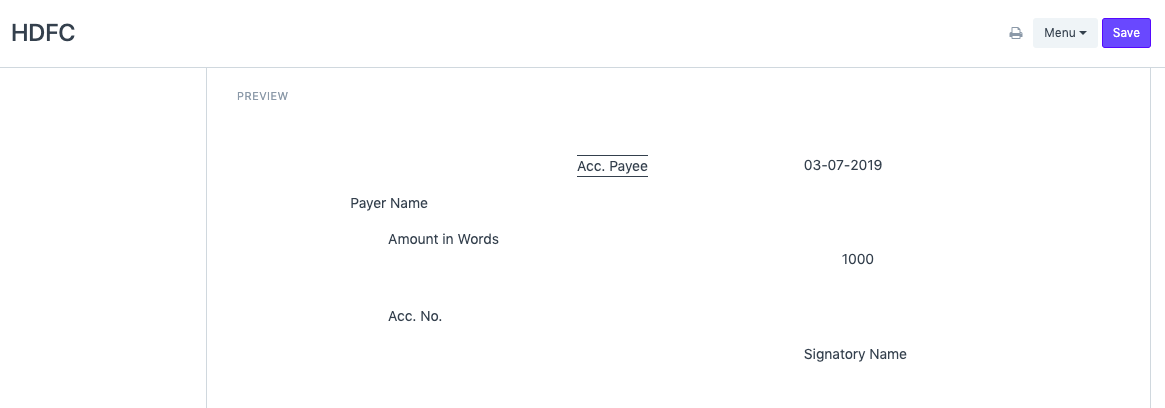 HDFC
Menu
Save
PREVIEW
Acc. Payee
03-07-2019
Payer Name
Amount in Words
1000
Acc. No.
Signatory Name